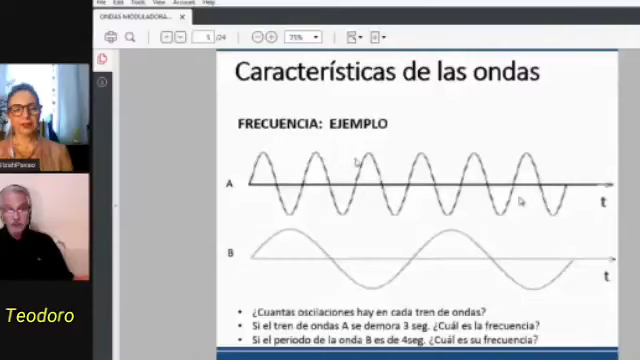 File Edit Tools View Account Help
ONDAS MODULADORA...
5 /24
75%
Características de las ondas
FRECUENCIA: EJEMPLO
A
t
B
t
Teodoro
¿Cuantas oscilaciones hay en cada tren de ondas?
Si el tren de ondas A se demora 3 seg. ¿Cuál es la frecuencia?
Si el periodo de la onda B es de 4seg. ¿Cuál es su frecuencia?